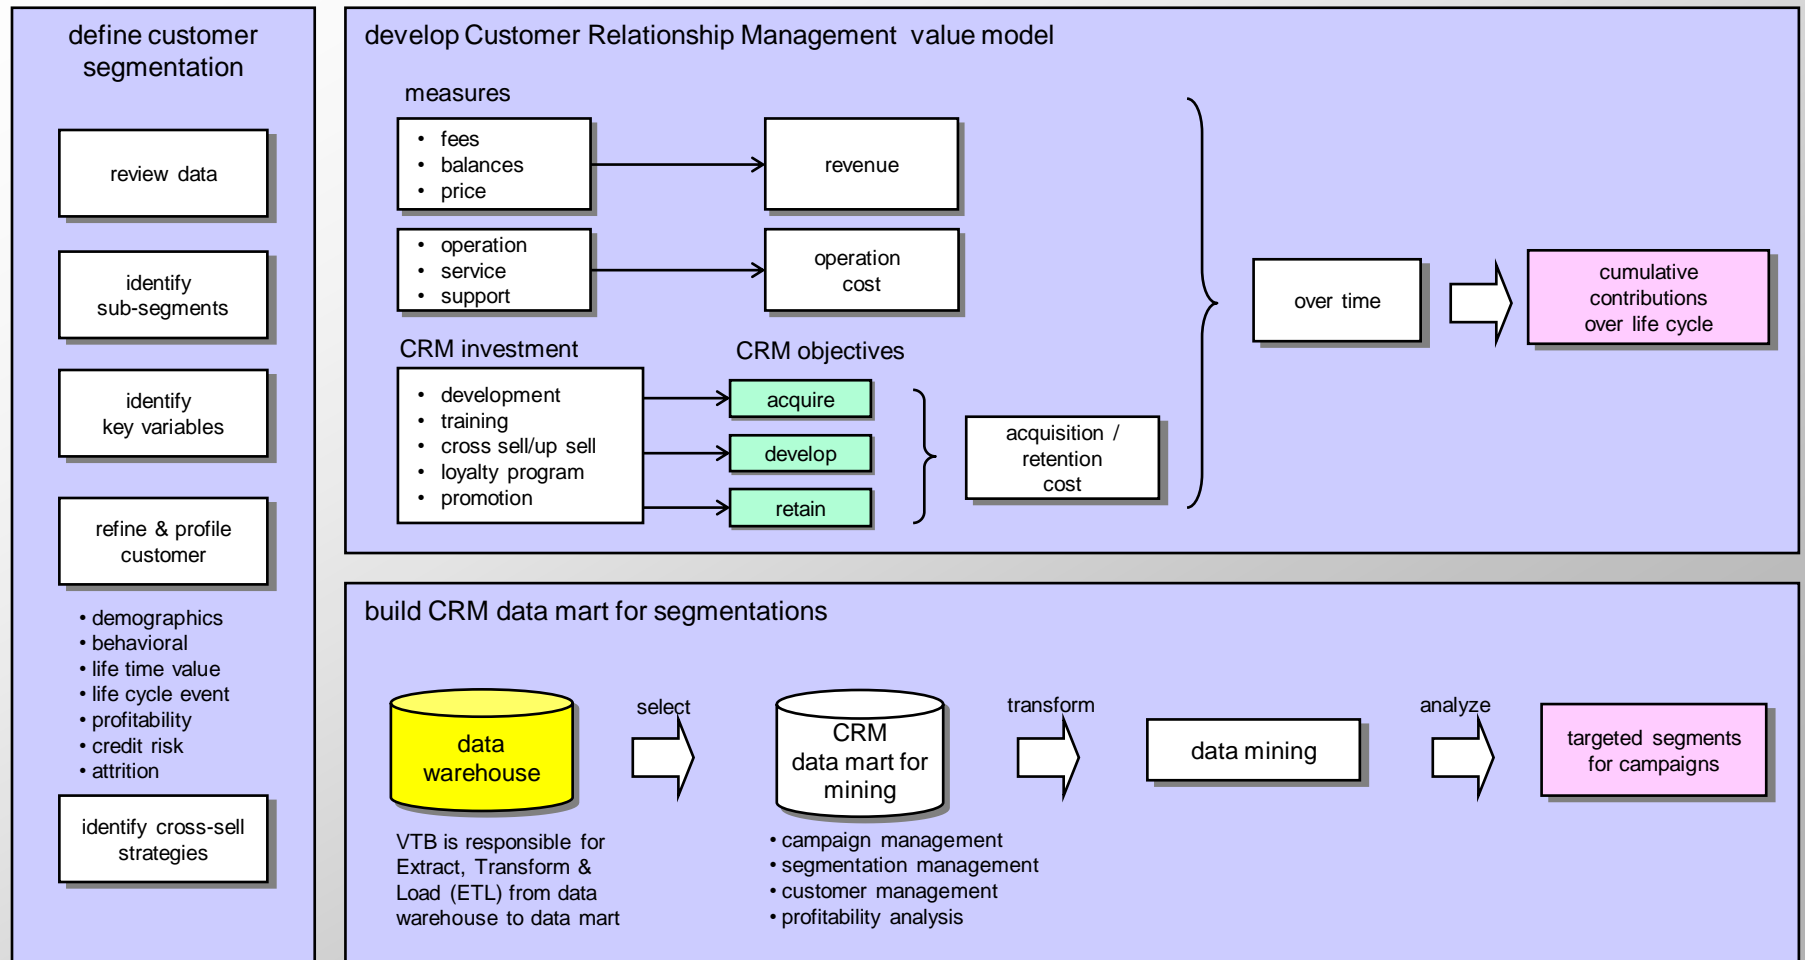 define customer
segmentation
review data
identify
sub-segments
identify
key variables
refine & profile
customer
• demographics
• behavioral
• life time value
• life cycle event
• profitability
• credit risk
• attrition
identify cross-sell
strategies
develop Customer Relationship Management value model
measures
• fees
• balances
• price
revenue
• operation
• service
• support
operation
cost
CRM investment
• development
• training
• cross sell/up sell
• loyalty program
• promotion
CRM objectives
acquire
develop
retain
acquisition /
retention
cost
over time
cumulative
contributions
over life cycle
build CRM data mart for segmentations
data
warehouse
VTB is responsible for
Extract, Transform &
Load (ETL) from data
warehouse to data mart
select
CRM
data mart for
mining
• campaign management
• segmentation management
• customer management
• profitability analysis
transform
data mining
analyze
targeted segments
for campaigns